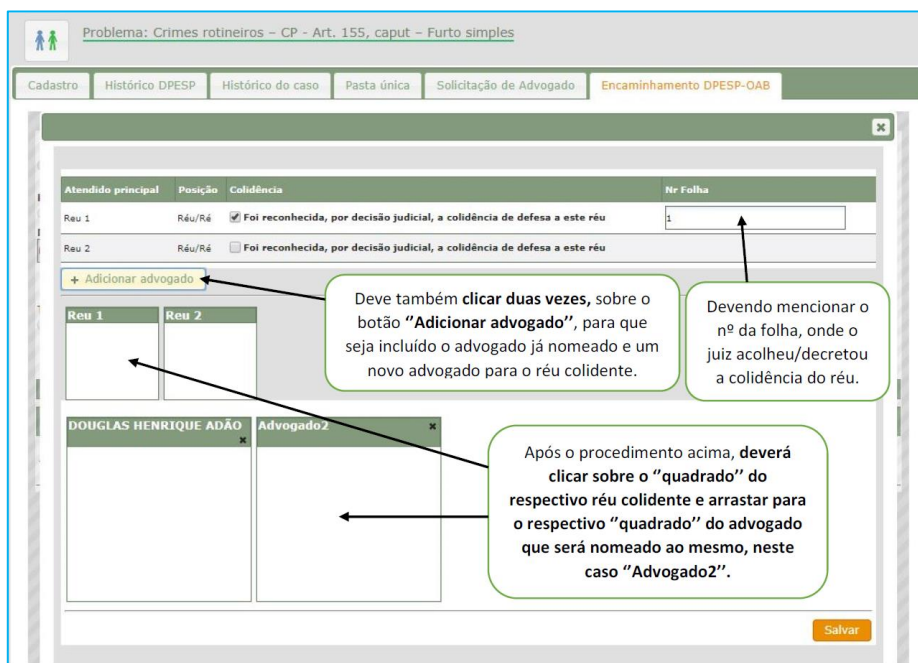 Problema: Crimes rotineiros – CP - Art. 155, caput – Furto simples
Cadastro
Histórico DPESP
Histórico do caso
Pasta única
Solicitação de Advogado
Encaminhamento DPESP-OAB
Atendido principal
Posição
Colidência
Nr Folha
Reu 1
Réu/Ré
Foi reconhecida, por decisão judicial, a colidência de defesa a este réu
1
Reu 2
Réu/Ré
Foi reconhecida, por decisão judicial, a colidência de defesa a este réu
+ Adicionar advogado
Deve também clicar duas vezes, sobre o
botão ‘’Adicionar advogado’’, para que
seja incluído o advogado já nomeado e um
novo advogado para o réu colidente.
Devendo mencionar o
nº da folha, onde o
juiz acolheu/decretou
a colidência do réu.
Reu 1
Reu 2
DOUGLAS HENRIQUE ADÃO
Advogado2
Após o procedimento acima, deverá
clicar sobre o ‘’quadrado’’ do
respectivo réu colidente e arrastar para
o respectivo ‘’quadrado’’ do advogado
que será nomeado ao mesmo, neste
caso ‘’Advogado2’’.
Salvar